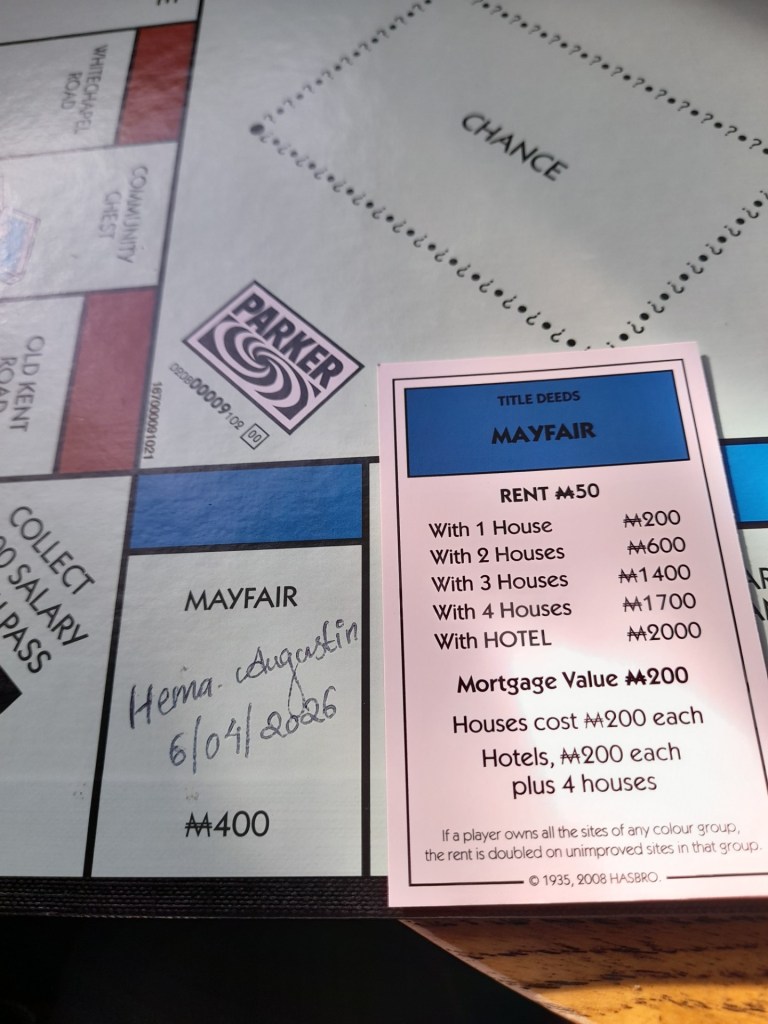 WHITECHAPEL
ROAD
COMMUNITY
CHEST
OLD KENT
ROAD
CHANCE
PARKER
00009
00
167000091021
COLLECT
SALARY
PASS
MAYFAIR
Hema. Augustin
6/04/2026
₩400
TITLE DEEDS
MAYFAIR
RENT ₩50
With 1 House ₩200
With 2 Houses ₩600
With 3 Houses ₩1400
With 4 Houses ₩1700
With HOTEL ₩2000
Mortgage Value ₩200
Houses cost ₩200 each
Hotels, ₩200 each
plus 4 houses
If a player owns all the sites of any colour group,
the rent is doubled on unimproved sites in that group.
© 1935, 2008 HASBRO.